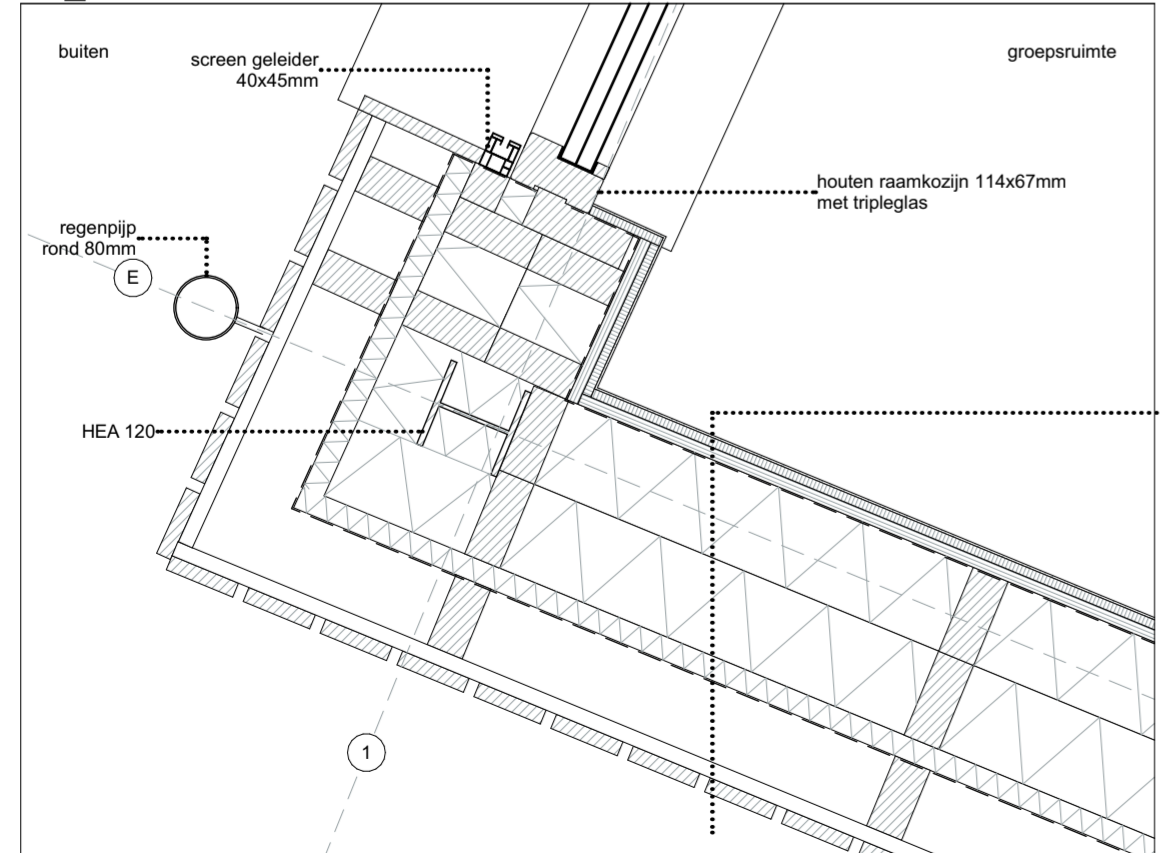 buiten
screen geleider
40x45mm
groepsruimte
houten raamkozijn 114x67mm
met tripleglas
regenpijp
rond 80mm
E
HEA 120
1